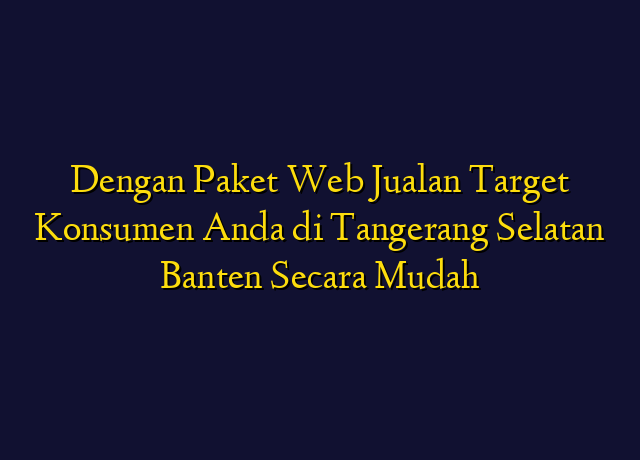 Dengan Paket Web Jualan Target
Konsumen Anda di Tangerang Selatan
Banten Secara Mudah